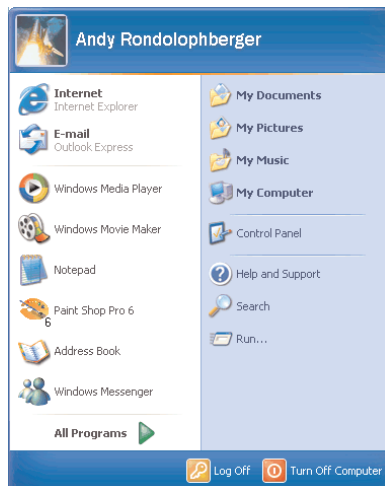 Andy Rondolophberger
Internet
Internet Explorer
E-mail
Outlook Express
Windows Media Player
Windows Movie Maker
Notepad
Paint Shop Pro 6
6
Address Book
Windows Messenger
All Programs
My Documents
My Pictures
My Music
My Computer
Control Panel
Help and Support
Search
Run...
Log Off
Turn Off Computer